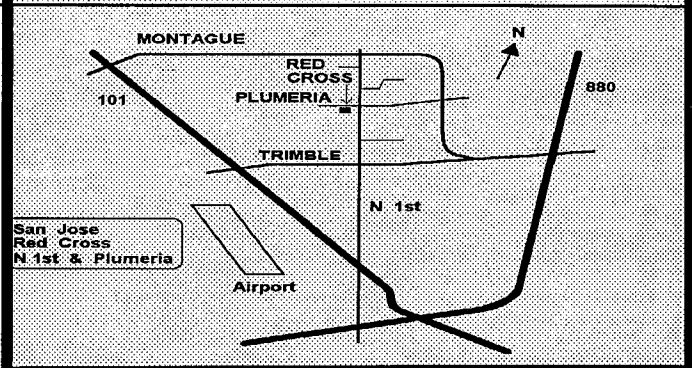 MONTAGUE
N
RED
CROSS
880
PLUMERIA
101
TRIMBLE
N 1st
San Jose
Red Cross
N 1st & Plumeria
Airport